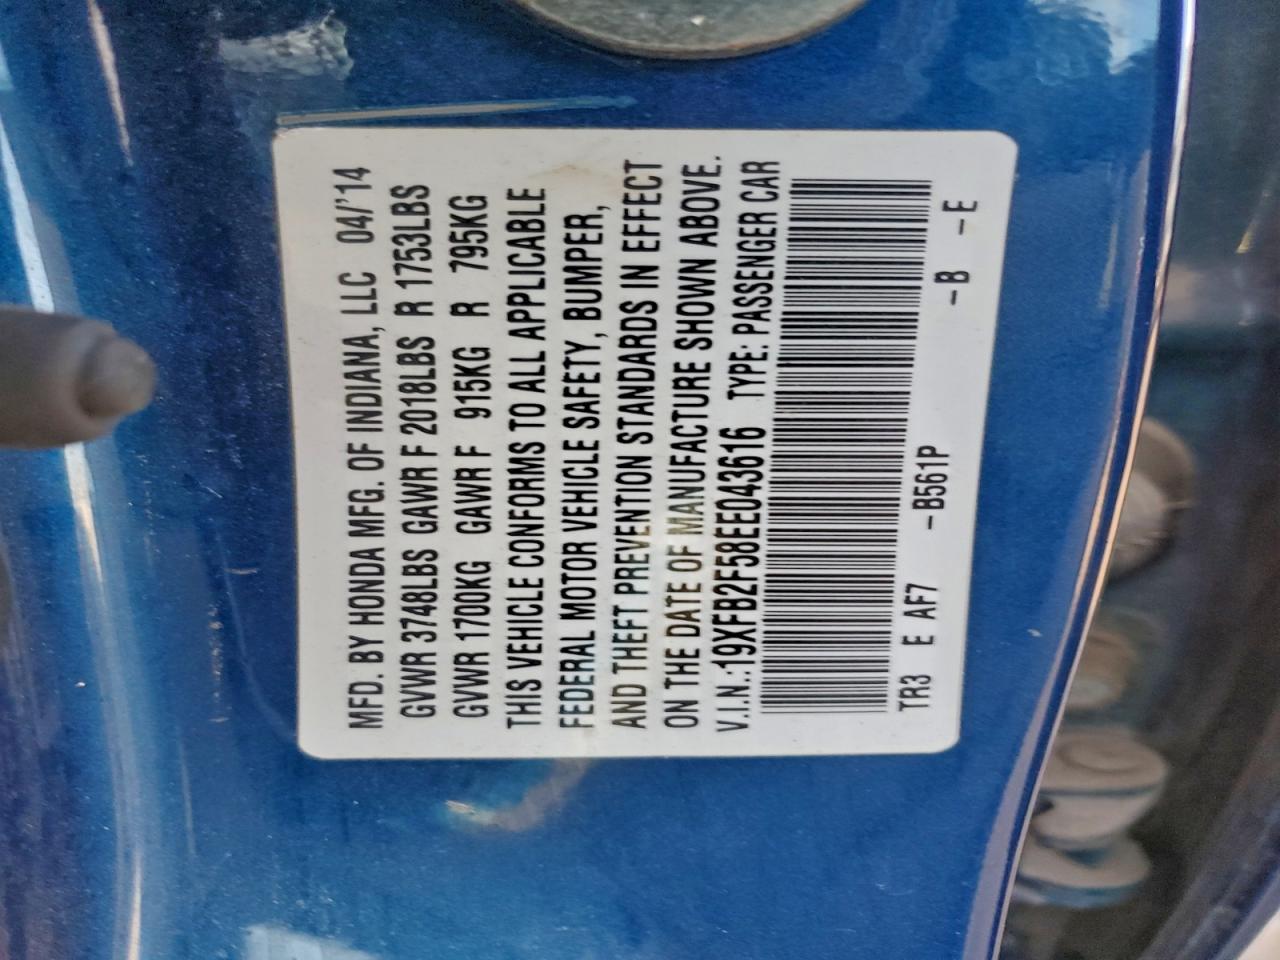 MFD. BY HONDA MFG. OF INDIANA, LLC 04/'14
GVWR 3748LBS GAWR F 2018LBS R 1753LBS
GVWR 1700KG GAWR F 915KG R 795KG
THIS VEHICLE CONFORMS TO ALL APPLICABLE
FEDERAL MOTOR VEHICLE SAFETY, BUMPER,
AND THEFT PREVENTION STANDARDS IN EFFECT
ON THE DATE OF MANUFACTURE SHOWN ABOVE.
V.I.N.:19XFB2F58EE043616 TYPE: PASSENGER CAR
TR3 E AF7 -B561P -B -E